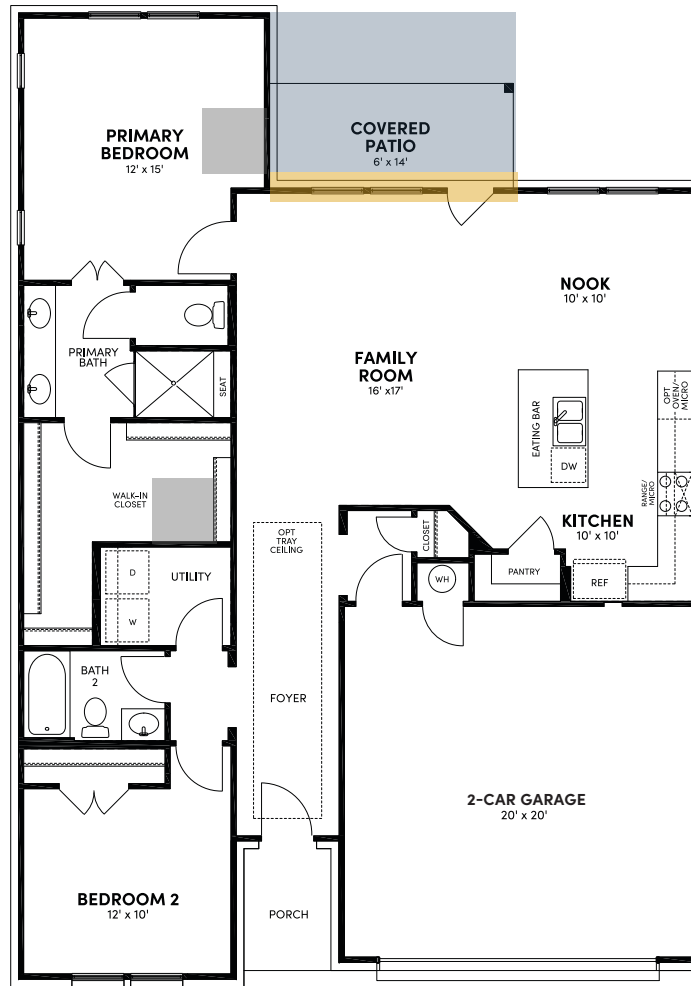 PRIMARY
BEDROOM
12' x 15'
COVERED
PATIO
6' x 14'
NOOK
10' x 10'
PRIMARY
BATH
SEAT
FAMILY
ROOM
16' x17'
EATING BAR
DW
OPT
OVEN/
MICRO
RANGE/
MICRO
WALK-IN
CLOSET
OPT
TRAY
CEILING
CLOSET
KITCHEN
10' x 10'
PANTRY
REF
WH
D
UTILITY
W
BATH
2
FOYER
2-CAR GARAGE
20' x 20'
BEDROOM 2
12' x 10'
PORCH